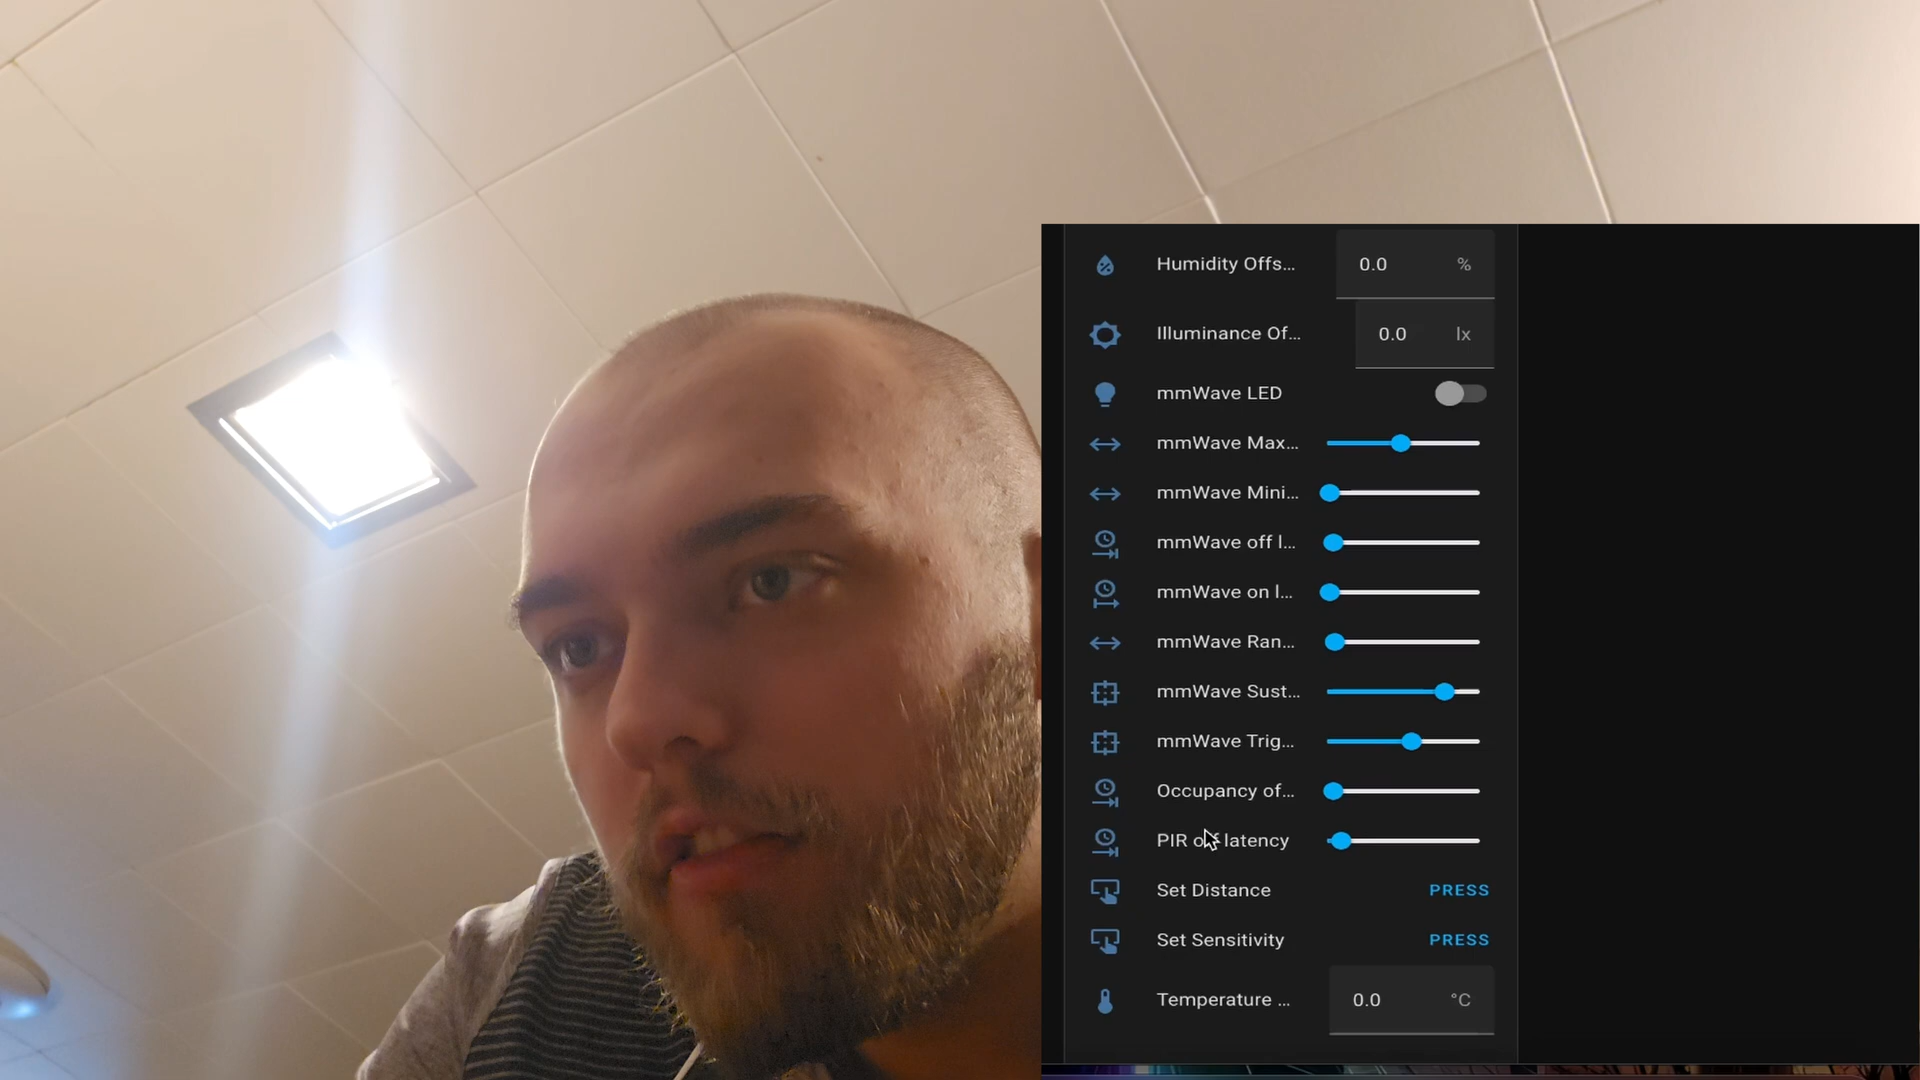 Humidity Offs... 0.0 %
Illuminance Of... 0.0 lx
mmWave LED
mmWave Max...
mmWave Mini...
mmWave off l...
mmWave on l...
mmWave Ran...
mmWave Sust...
mmWave Trig...
Occupancy of...
PIR off latency
Set Distance PRESS
Set Sensitivity PRESS
Temperature ... 0.0 °C